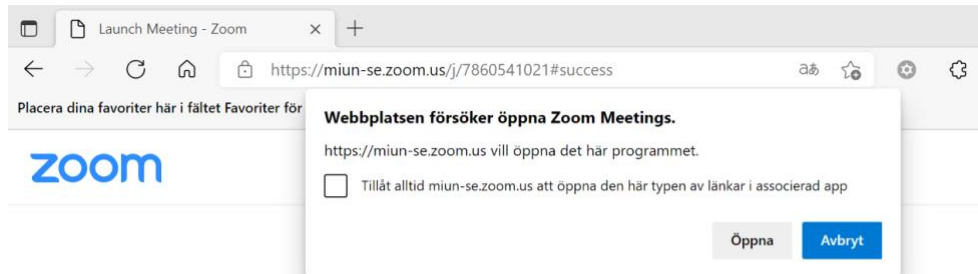 Launch Meeting - Zoom
https://miun-se.zoom.us/j/7860541021#success
aあ
Placera dina favoriter här i fältet Favoriter för
Webbplatsen försöker öppna Zoom Meetings.
https://miun-se.zoom.us vill öppna det här programmet.
Tillåt alltid miun-se.zoom.us att öppna den här typen av länkar i associerad app
zoom
Öppna Avbryt